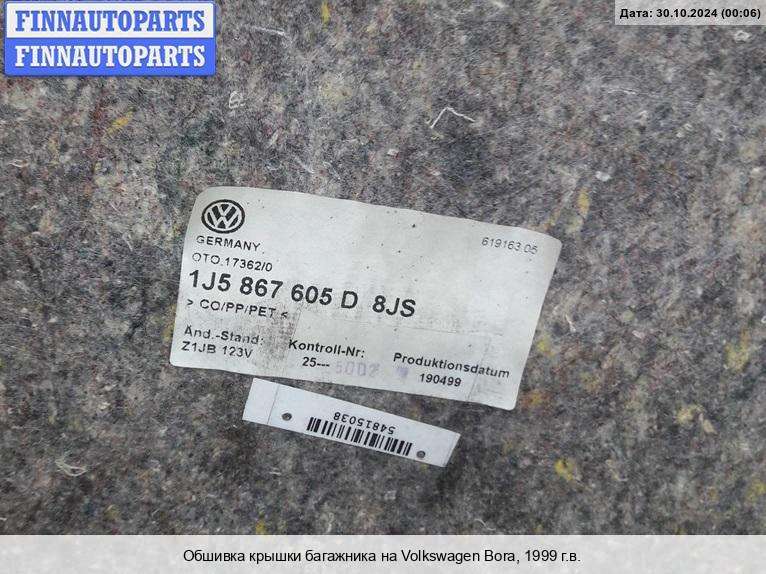 FINNAUTOPARTS
FINNAUTOPARTS
Дата: 30.10.2024 (00:06)
GERMANY
619163 05
OTO.17362/0
1J5 867 605 D 8JS
> CO/PP/PET <
Änd.-Stand:
Z1JB 123V
Kontroll-Nr:
25---
5007
Produktionsdatum
190499
54815038
Обшивка крышки багажника на Volkswagen Bora, 1999 г.в.